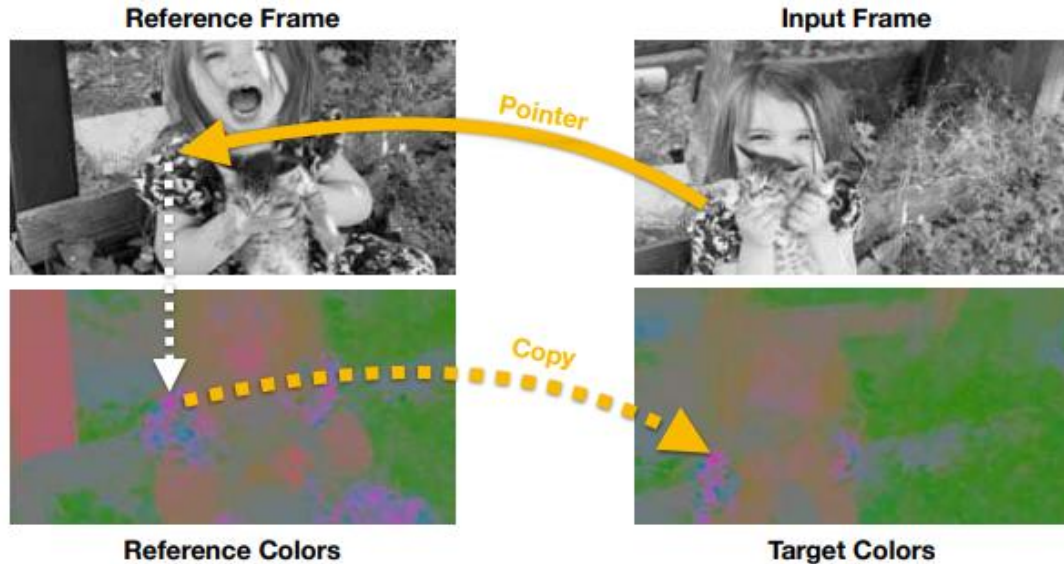 Reference Frame
Input Frame
Pointer
Copy
Reference Colors
Target Colors